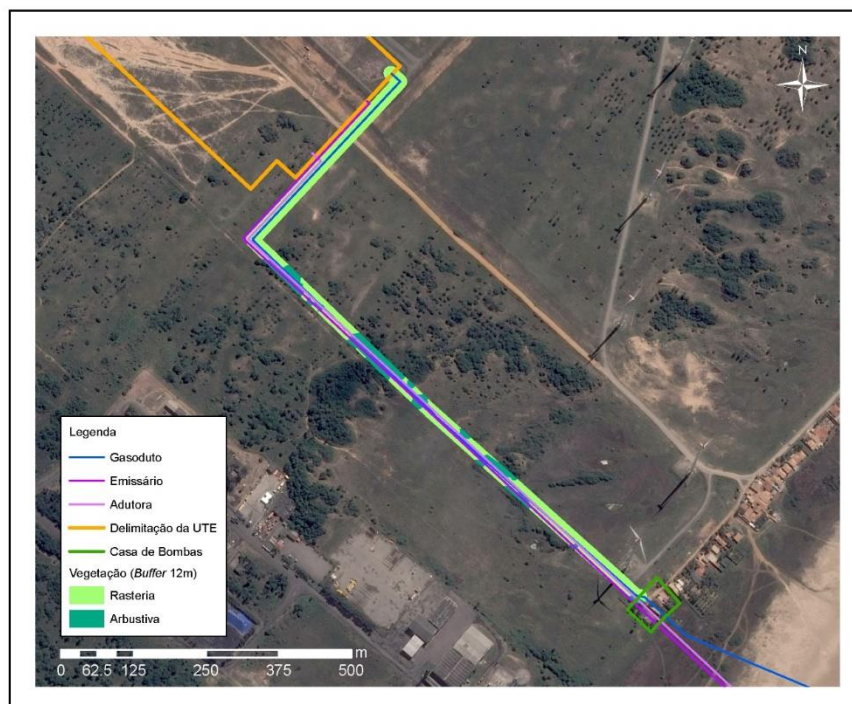 N
Legenda
Gasoduto
Emissário
Adutora
Delimitação da UTE
Casa de Bombas
Vegetação (Buffer 12m)
Rasteria
Arbustiva
m
0 62.5 125 250 375 500